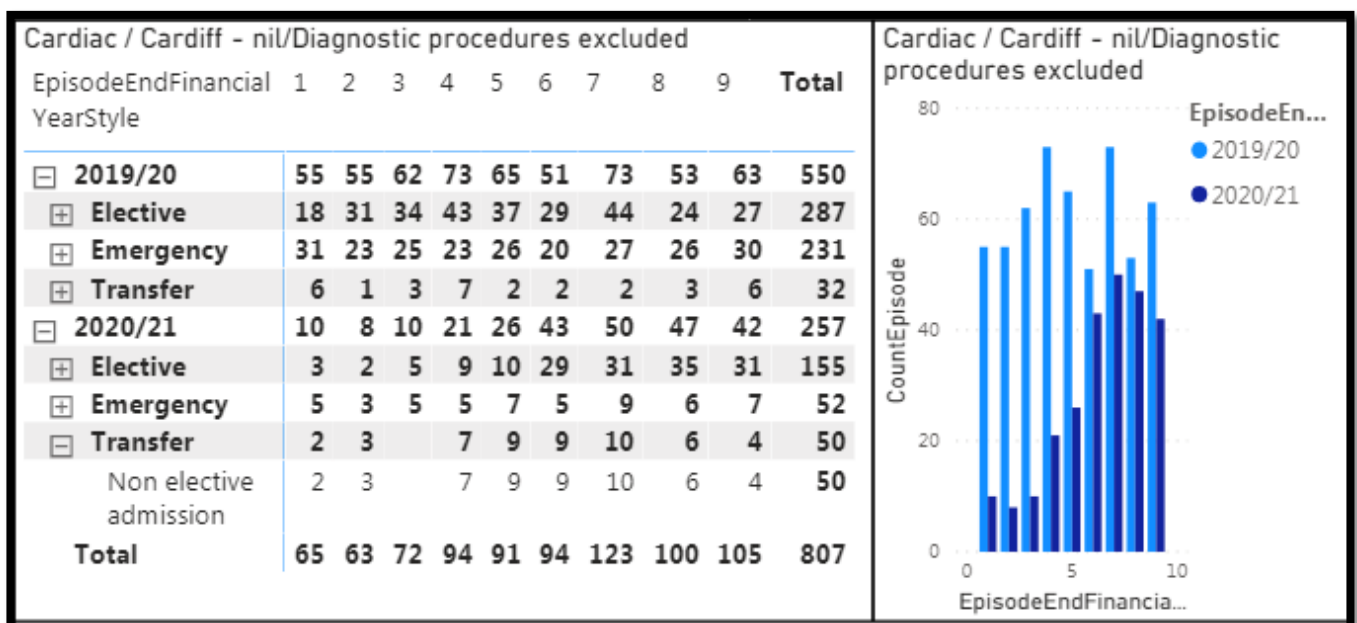 Cardiac / Cardiff - nil/Diagnostic procedures excluded
EpisodeEndFinancial 1 2 3 4 5 6 7 8 9 Total
YearStyle
2019/20 55 55 62 73 65 51 73 53 63 550
Elective 18 31 34 43 37 29 44 24 27 287
Emergency 31 23 25 23 26 20 27 26 30 231
Transfer 6 1 3 7 2 2 2 3 6 32
2020/21 10 8 10 21 26 43 50 47 42 257
Elective 3 2 5 9 10 29 31 35 31 155
Emergency 5 3 5 5 7 5 9 6 7 52
Transfer 2 3 7 9 9 10 6 4 50
Non elective 2 3 7 9 9 10 6 4 50
admission
Total 65 63 72 94 91 94 123 100 105 807
Cardiac / Cardiff - nil/Diagnostic
procedures excluded
EpisodeEn...
2019/20
2020/21
CountEpisode
80
60
40
20
0
0 5 10
EpisodeEndFinancia...